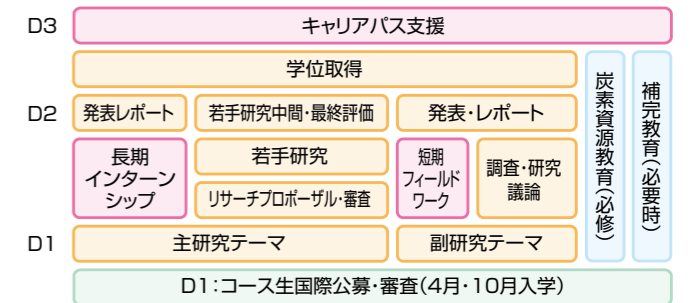 D3
キャリアパス支援
学位取得
D2
発表レポート
若手研究中間・最終評価
発表・レポート
長期
インターン
シップ
若手研究
リサーチプロポーザル・審査
短期
フィールド
ワーク
調査・研究
議論
D1
主研究テーマ
副研究テーマ
炭素資源教育(必修)
補完教育(必要時)
D1:コース生国際公募・審査(4月・10月入学)